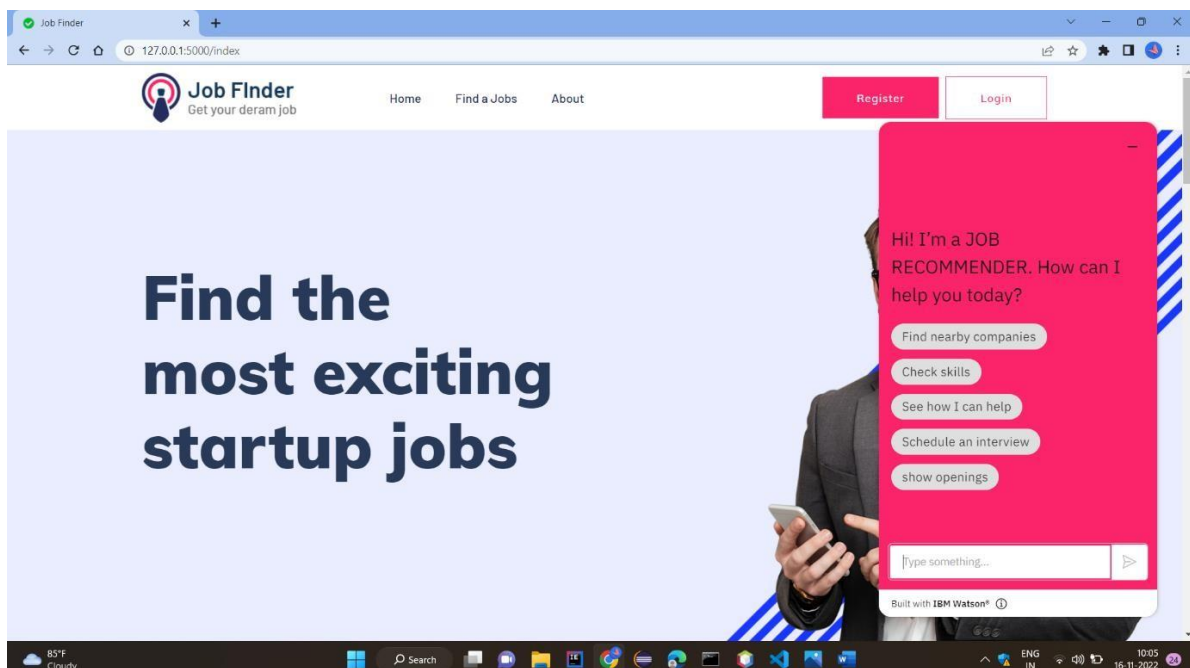 Job Finder
127.0.0.1:5000/index
Job FInder
Get your deram job
Home Find a Jobs About Register Login
Find the
most exciting
startup jobs
Hi! I'm a JOB
RECOMMENDER. How can I
help you today?
Find nearby companies
Check skills
See how I can help
Schedule an interview
show openings
Type something...
Built with IBM Watson®
85°F
Cloudy
Search
ENG
IN
10:05
16-11-2022
24